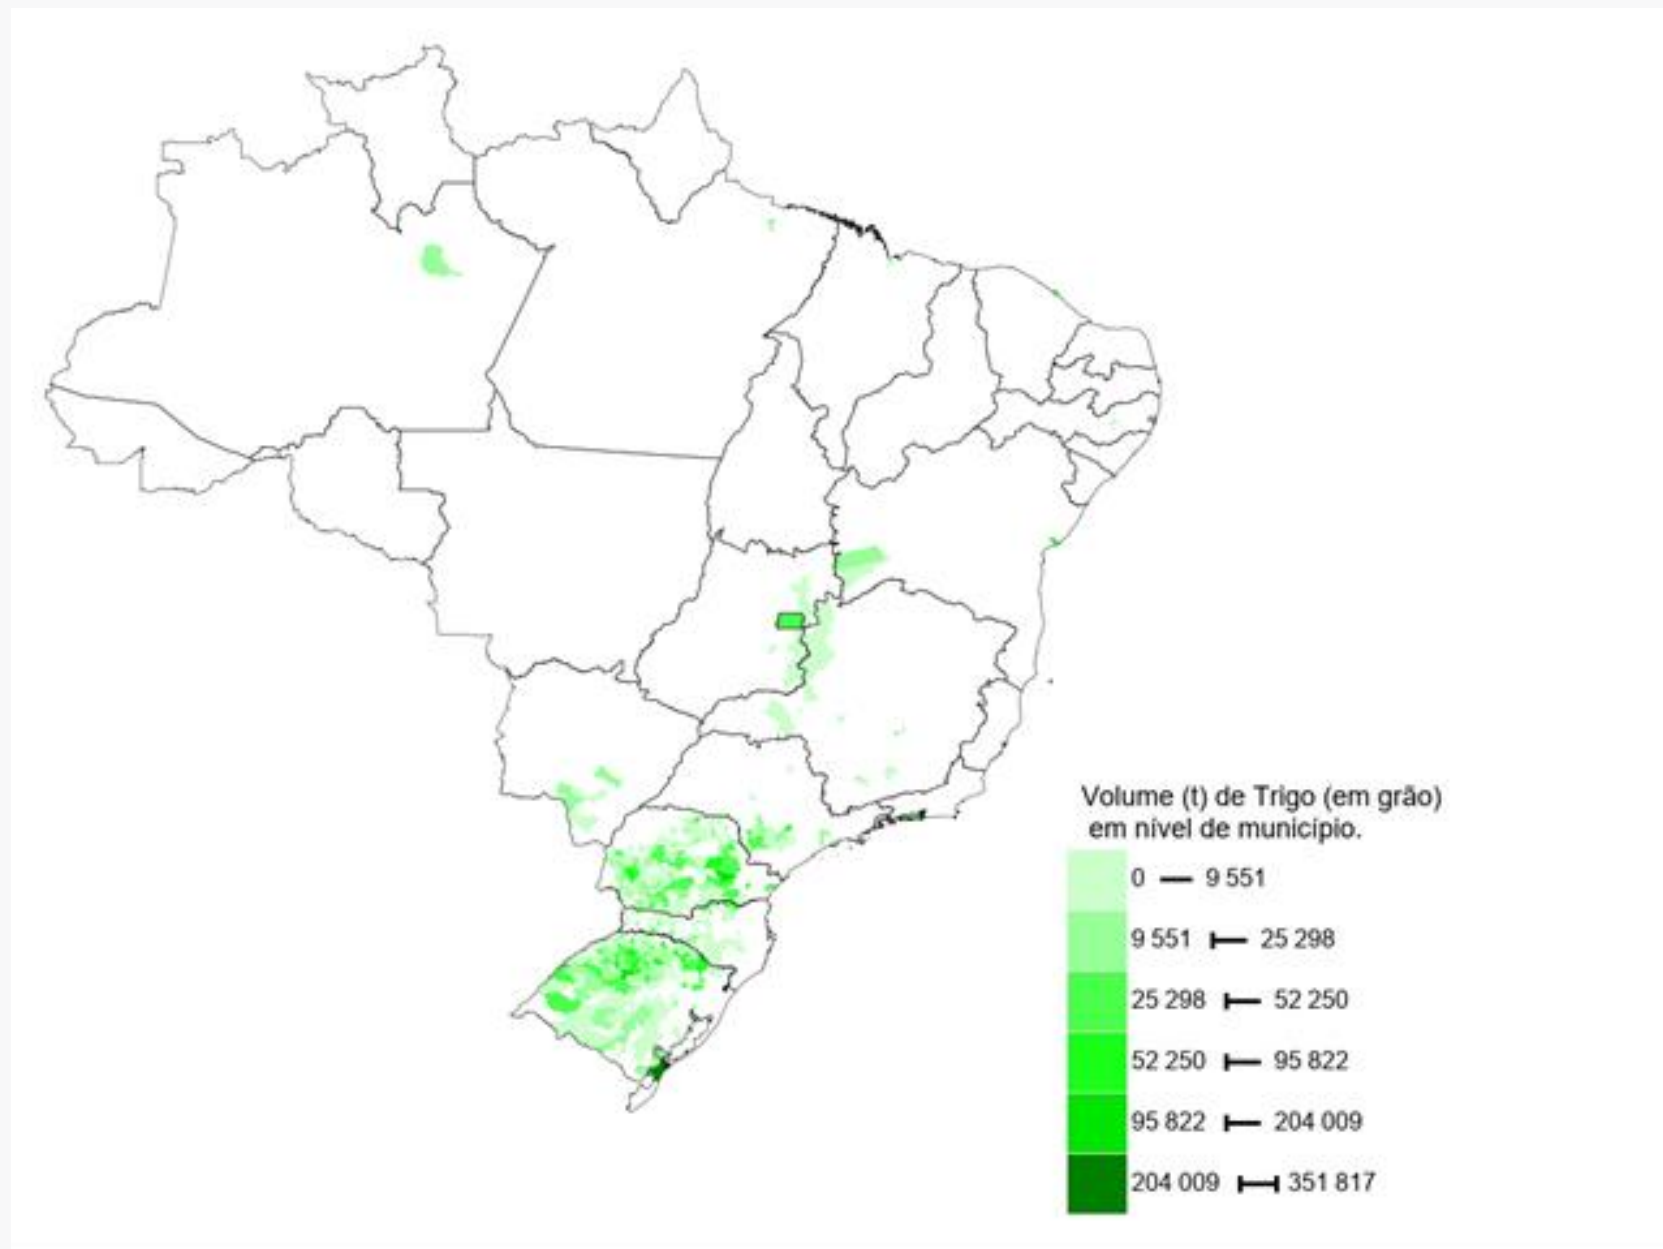 Volume (t) de Trigo (em grão)
em nível de município.
0 — 9 551
9 551 ⊢ 25 298
25 298 ⊢ 52 250
52 250 ⊢ 95 822
95 822 ⊢ 204 009
204 009 ⊢⊣ 351 817